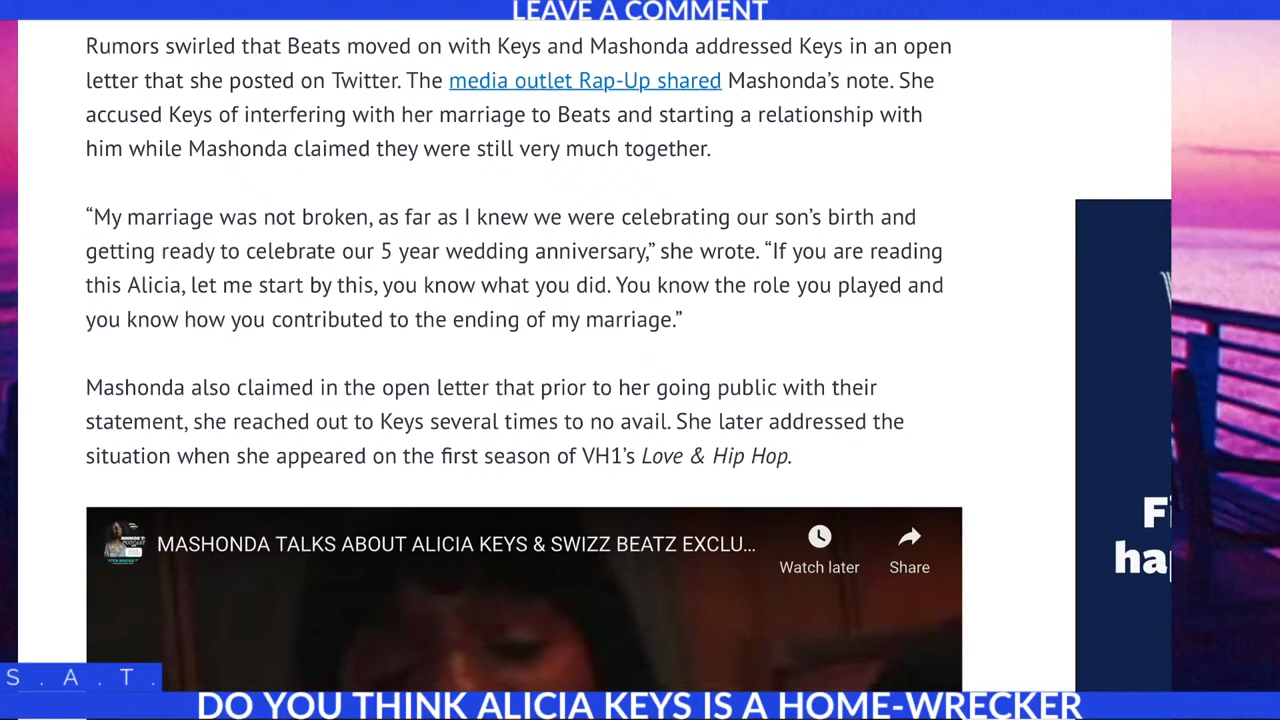 LEAVE A COMMENT
Rumors swirled that Beats moved on with Keys and Mashonda addressed Keys in an open
letter that she posted on Twitter. The media outlet Rap-Up shared Mashonda’s note. She
accused Keys of interfering with her marriage to Beats and starting a relationship with
him while Mashonda claimed they were still very much together.
“My marriage was not broken, as far as I knew we were celebrating our son’s birth and
getting ready to celebrate our 5 year wedding anniversary,” she wrote. “If you are reading
this Alicia, let me start by this, you know what you did. You know the role you played and
you know how you contributed to the ending of my marriage.”
Mashonda also claimed in the open letter that prior to her going public with their
statement, she reached out to Keys several times to no avail. She later addressed the
situation when she appeared on the first season of VH1’s Love & Hip Hop.
MASHONDA TALKS ABOUT ALICIA KEYS & SWIZZ BEATZ EXCLU...
Watch later
Share
S . A . T .
DO YOU THINK ALICIA KEYS IS A HOME-WRECKER